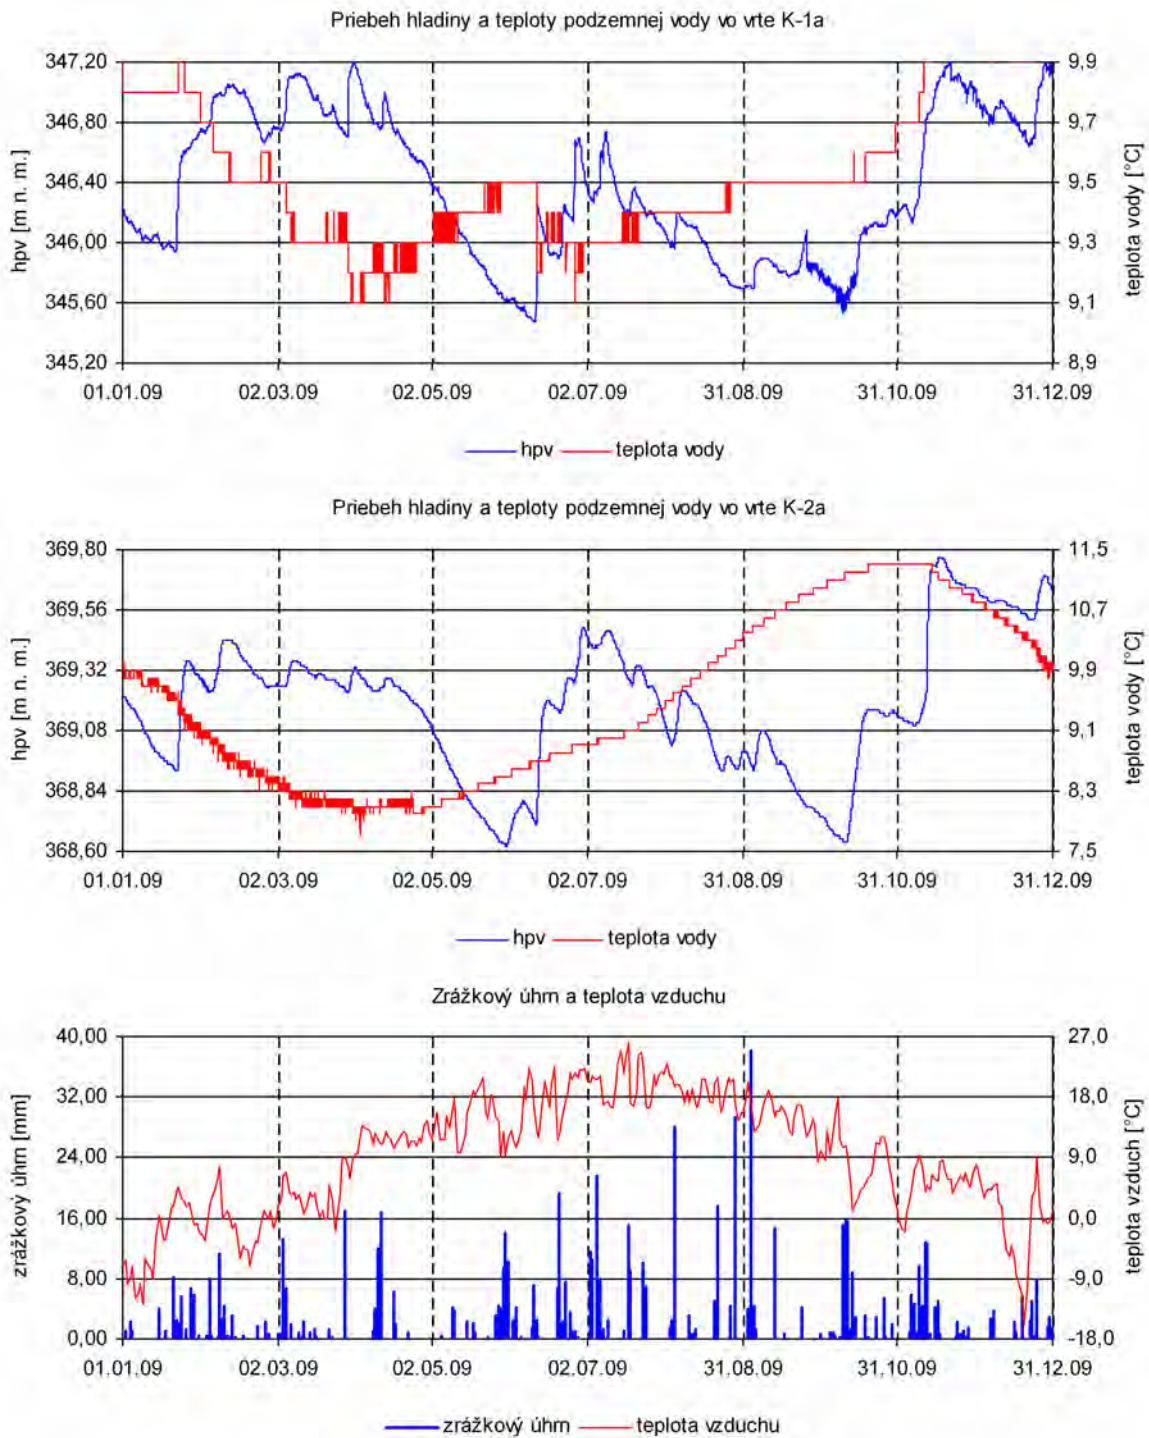 Priebeh hladiny a teploty podzemnej vody vo vrte K-1a
347,20
346,80
346,40
346,00
345,60
345,20
hpv [m n. m.]
9,9
9,7
9,5
9,3
9,1
8,9
teplota vody [°C]
01.01.09 02.03.09 02.05.09 02.07.09 31.08.09 31.10.09 31.12.09
hpv teplota vody
Priebeh hladiny a teploty podzemnej vody vo vrte K-2a
369,80
369,56
369,32
369,08
368,84
368,60
hpv [m n. m.]
11,5
10,7
9,9
9,1
8,3
7,5
teplota vody [°C]
01.01.09 02.03.09 02.05.09 02.07.09 31.08.09 31.10.09 31.12.09
hpv teplota vody
Zrážkový úhrn a teplota vzduchu
40,00
32,00
24,00
16,00
8,00
0,00
zrážkový úhrn [mm]
27,0
18,0
9,0
0,0
-9,0
-18,0
teplota vzduch [°C]
01.01.09 02.03.09 02.05.09 02.07.09 31.08.09 31.10.09 31.12.09
zrážkový úhrn teplota vzduchu